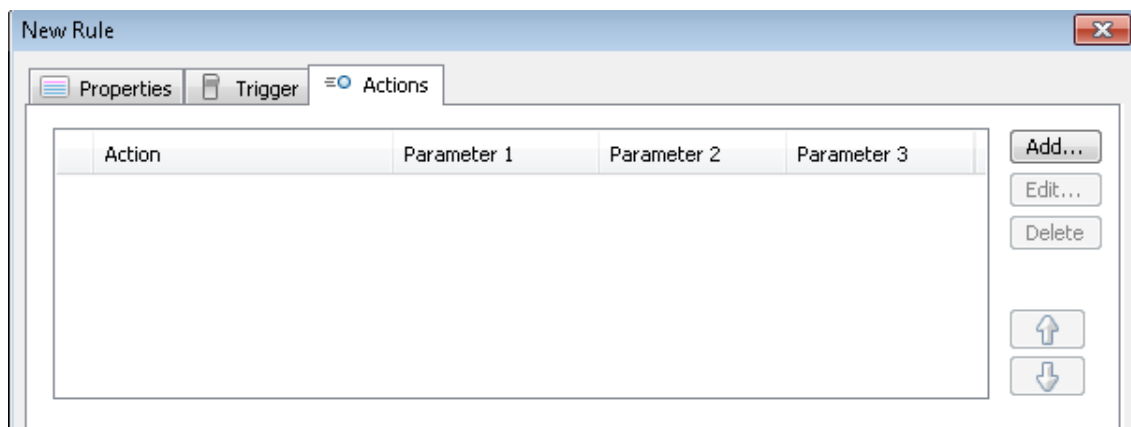 New Rule
Properties Trigger Actions
Action Parameter 1 Parameter 2 Parameter 3
Add...
Edit...
Delete